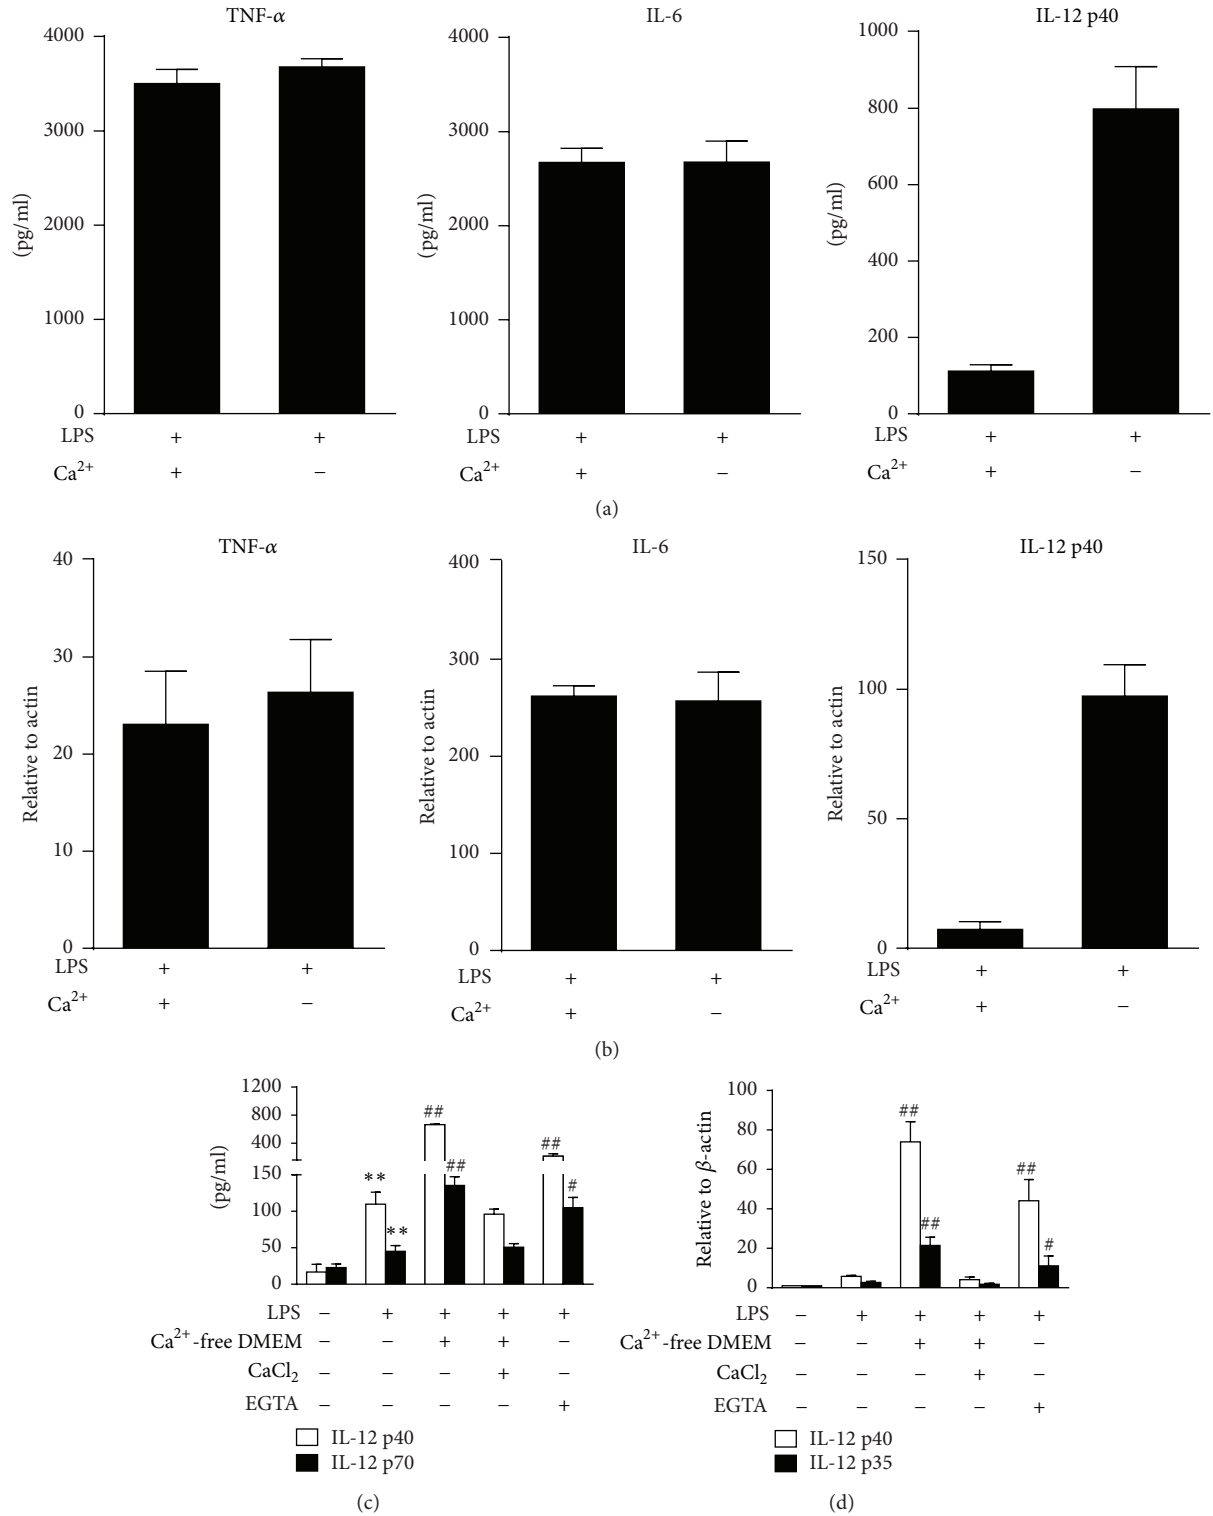 TNF-α IL-6 IL-12 p40
4000 4000 1000
3000 3000 800
2000 2000 600
1000 1000 400
0 0 200
0
(pg/ml) (pg/ml) (pg/ml)
LPS + + LPS + + LPS + +
Ca²⁺ + − Ca²⁺ + − Ca²⁺ + −
(a)
TNF-α IL-6 IL-12 p40
40 400 150
30 300 100
20 200 50
10 100 0
0 0
Relative to actin Relative to actin Relative to actin
LPS + + LPS + + LPS + +
Ca²⁺ + − Ca²⁺ + − Ca²⁺ + −
(b)
1200
800
400
150
100
50
0
(pg/ml)
** ** ## ## ## #
LPS − + + + +
Ca²⁺-free DMEM − − + + −
CaCl₂ − − − + −
EGTA − − − − +
IL-12 p40
IL-12 p70
(c)
100
80
60
40
20
0
Relative to β-actin
## ## ## #
LPS − + + + +
Ca²⁺-free DMEM − − + + −
CaCl₂ − − − + −
EGTA − − − − +
IL-12 p40
IL-12 p35
(d)